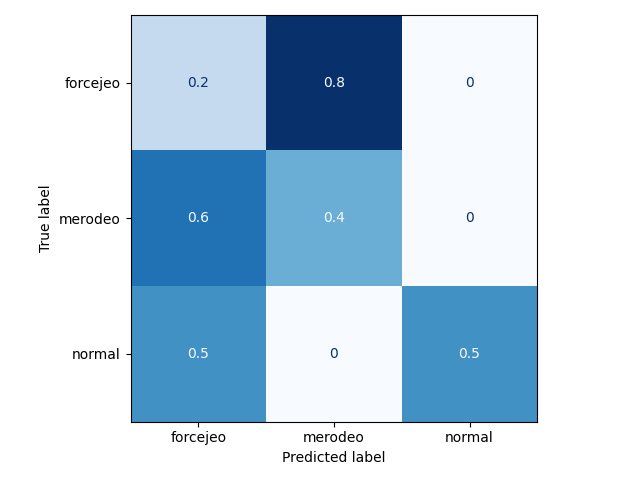 forcejeo 0.2 0.8 0
merodeo 0.6 0.4 0
normal 0.5 0 0.5
True label
forcejeo merodeo normal
Predicted label